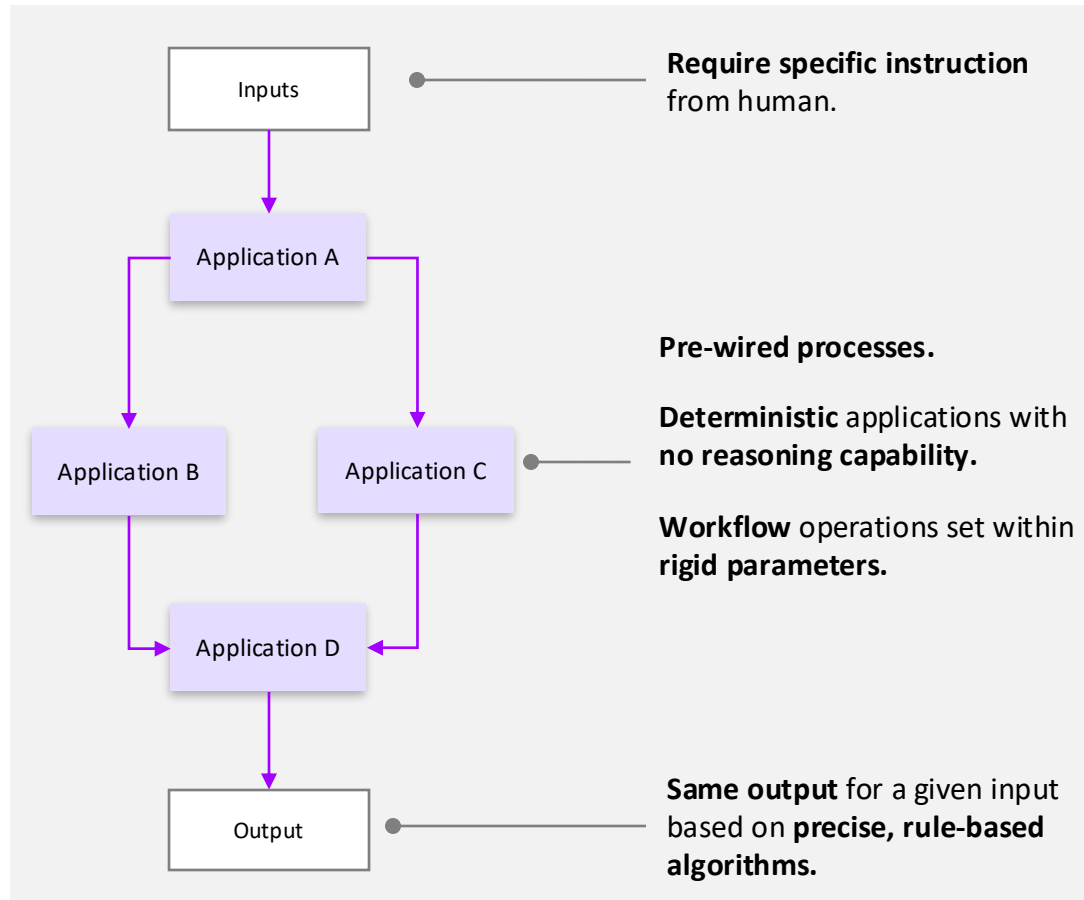 Inputs
Require specific instruction
from human.
Application A
Pre-wired processes.
Deterministic applications with
no reasoning capability.
Application B
Application C
Workflow operations set within
rigid parameters.
Application D
Output
Same output for a given input
based on precise, rule-based
algorithms.